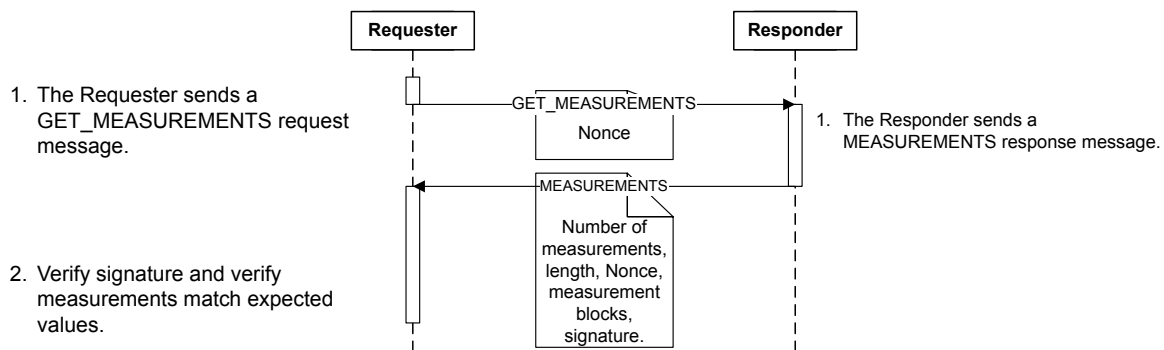 Requester
Responder
1. The Requester sends a
GET_MEASUREMENTS request
message.
GET_MEASUREMENTS
Nonce
1. The Responder sends a
MEASUREMENTS response message.
MEASUREMENTS
Number of
measurements,
length, Nonce,
measurement
blocks,
signature.
2. Verify signature and verify
measurements match expected
values.